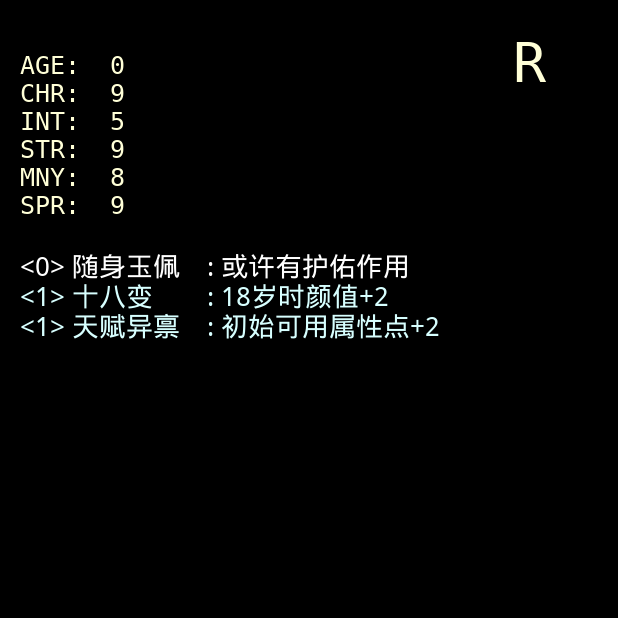 R
AGE: 0
CHR: 9
INT: 5
STR: 9
MNY: 8
SPR: 9
<0> 随身玉佩 : 或许有护佑作用
<1> 十八变 : 18岁时颜值+2
<1> 天赋异禀 : 初始可用属性点+2